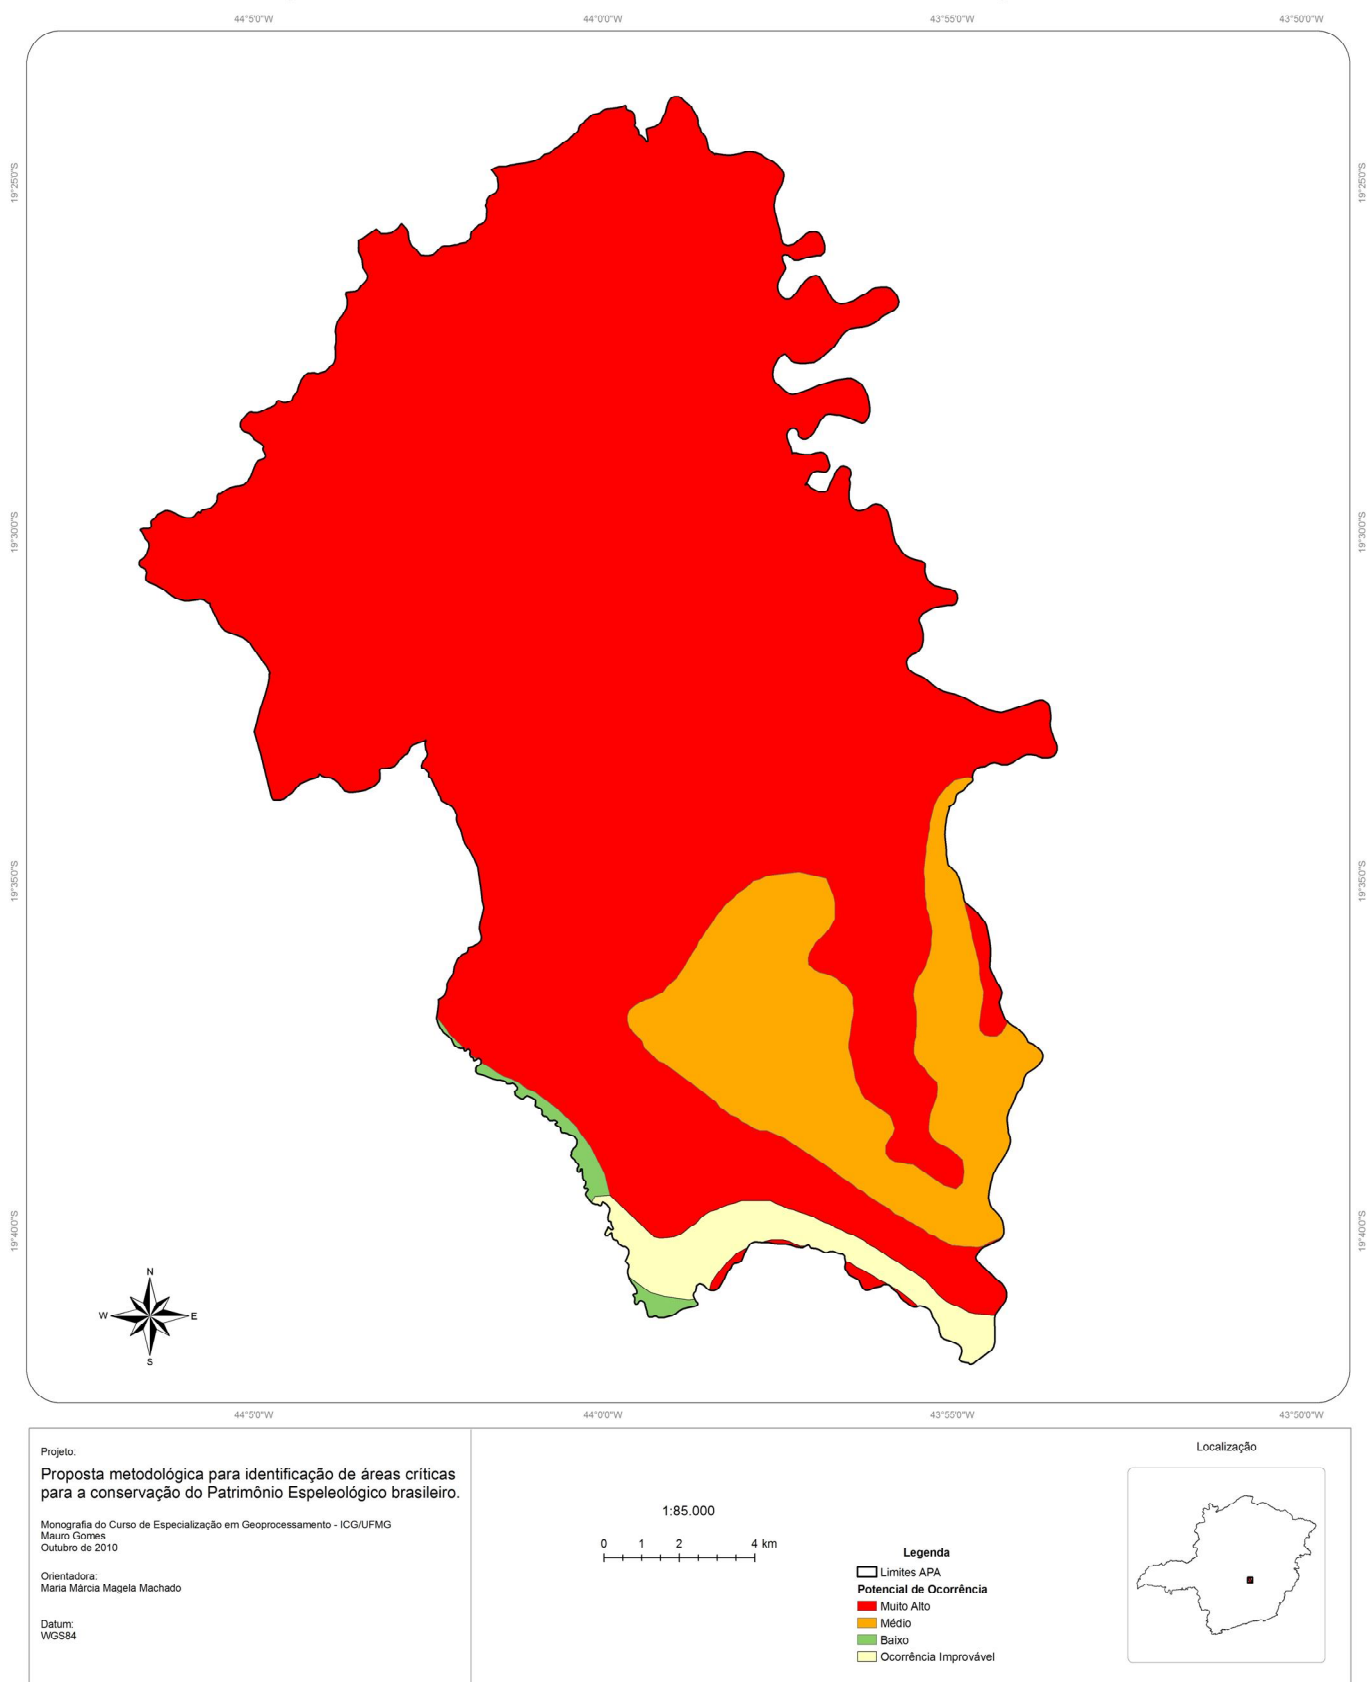 44°5'0"W 44°0'0"W 43°55'0"W 43°50'0"W
19°25'0"S 19°25'0"S
19°30'0"S 19°30'0"S
19°35'0"S 19°35'0"S
19°40'0"S 19°40'0"S
N
W E
S
44°5'0"W 44°0'0"W 43°55'0"W 43°50'0"W
Projeto:
Proposta metodológica para identificação de áreas críticas
para a conservação do Patrimônio Espeleológico brasileiro.
Monografia do Curso de Especialização em Geoprocessamento - ICG/UFMG
Mauro Gomes
Outubro de 2010
Orientadora:
Maria Márcia Magela Machado
Datum:
WGS84
1:85.000
0 1 2 4 km
Legenda
Limites APA
Potencial de Ocorrência
Muito Alto
Médio
Baixo
Ocorrência Improvável
Localização